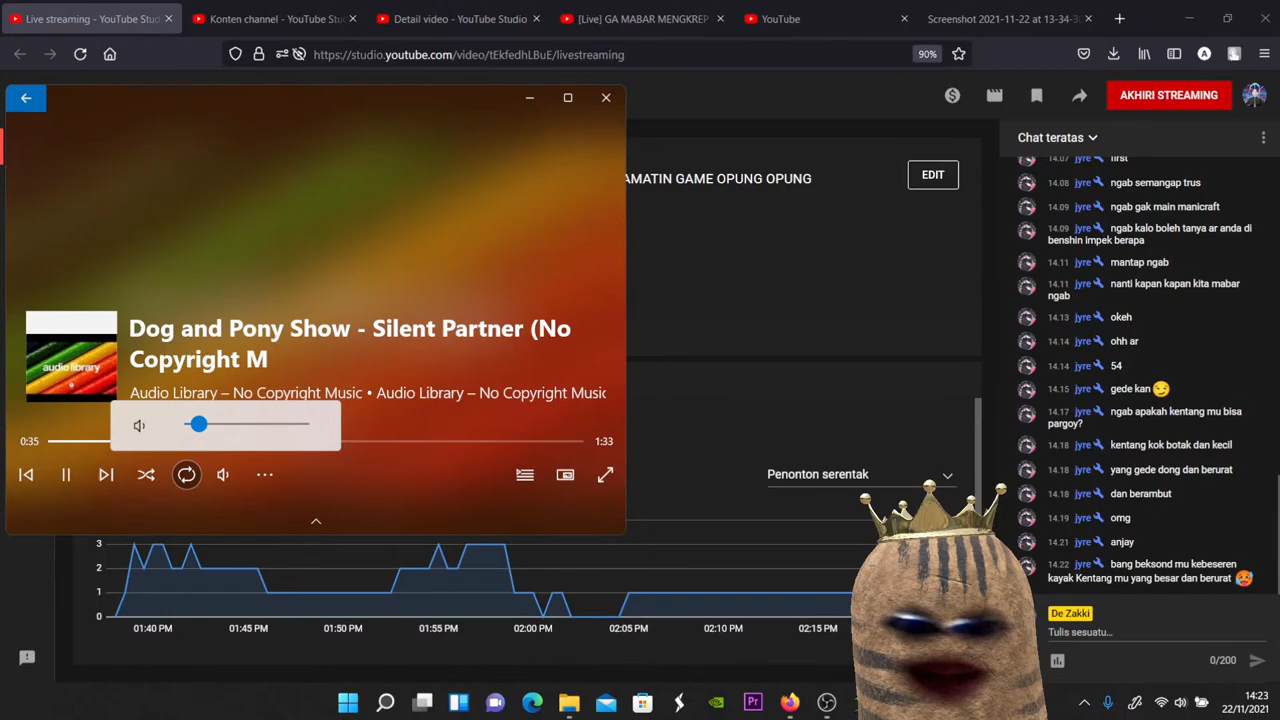 Live streaming - YouTube Stud
Konten channel - YouTube Stu
Detail video - YouTube Studio
[Live] GA MABAR MENGKREP
YouTube
Screenshot 2021-11-22 at 13-34-3
https://studio.youtube.com/video/tEkfedhLBuE/livestreaming
90%
A
AKHIRI STREAMING
Chat teratas
AMATIN GAME OPUNG OPUNG
EDIT
14.07 jyre first
14.08 jyre ngab semangap trus
14.09 jyre ngab gak main manicraft
14.09 jyre ngab kalo boleh tanya ar anda di
benshin impek berapa
14.11 jyre mantap ngab
14.11 jyre nanti kapan kapan kita mabar
ngab
14.13 jyre okeh
14.14 jyre ohh ar
14.14 jyre 54
14.15 jyre gede kan 😏
14.17 jyre ngab apakah kentang mu bisa
pargoy?
14.18 jyre kentang kok botak dan kecil
14.18 jyre yang gede dong dan berurat
14.18 jyre dan berambut
14.19 jyre omg
14.21 jyre anjay
14.22 jyre bang beksond mu kebeseren
kayak Kentang mu yang besar dan berurat 🥵
De Zakki
Tulis sesuatu...
0/200
audio library
Dog and Pony Show - Silent Partner (No
Copyright M
Audio Library – No Copyright Music • Audio Library – No Copyright Music
0:35
1:33
Penonton serentak
3
2
1
0
01:40 PM
01:45 PM
01:50 PM
01:55 PM
02:00 PM
02:05 PM
02:10 PM
02:15 PM
Pr
14:23
22/11/2021